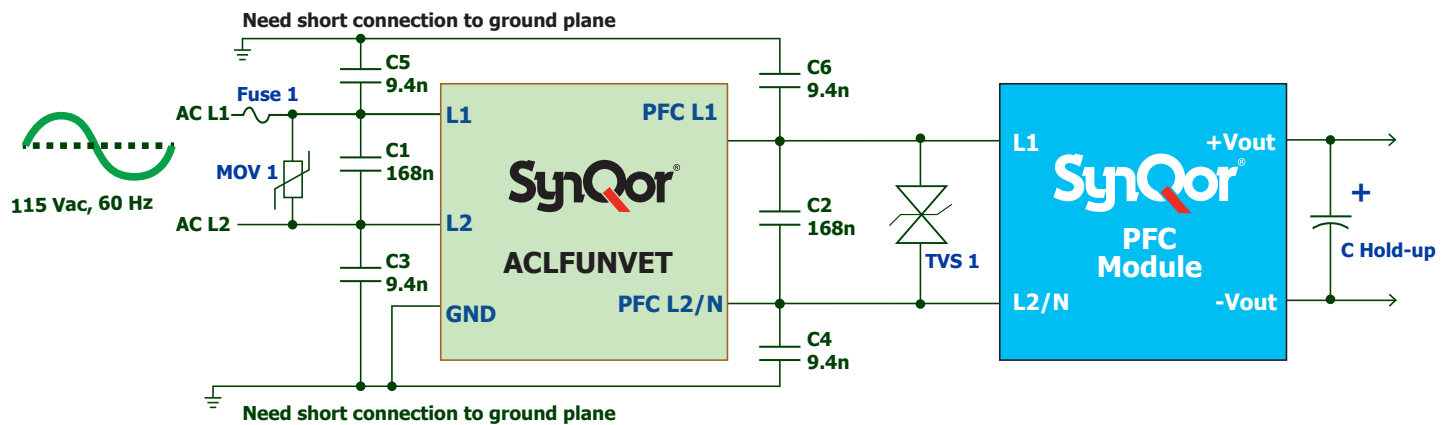 Need short connection to ground plane
C5
9.4n
C6
9.4n
Fuse 1
AC L1
L1
PFC L1
L1
+Vout
C1
168n
MOV 1
SynQor®
SynQor®
115 Vac, 60 Hz
AC L2
L2
C2
168n
+
PFC
Module
C Hold-up
ACLFUNVET
TVS 1
C3
9.4n
GND
PFC L2/N
L2/N
-Vout
C4
9.4n
Need short connection to ground plane